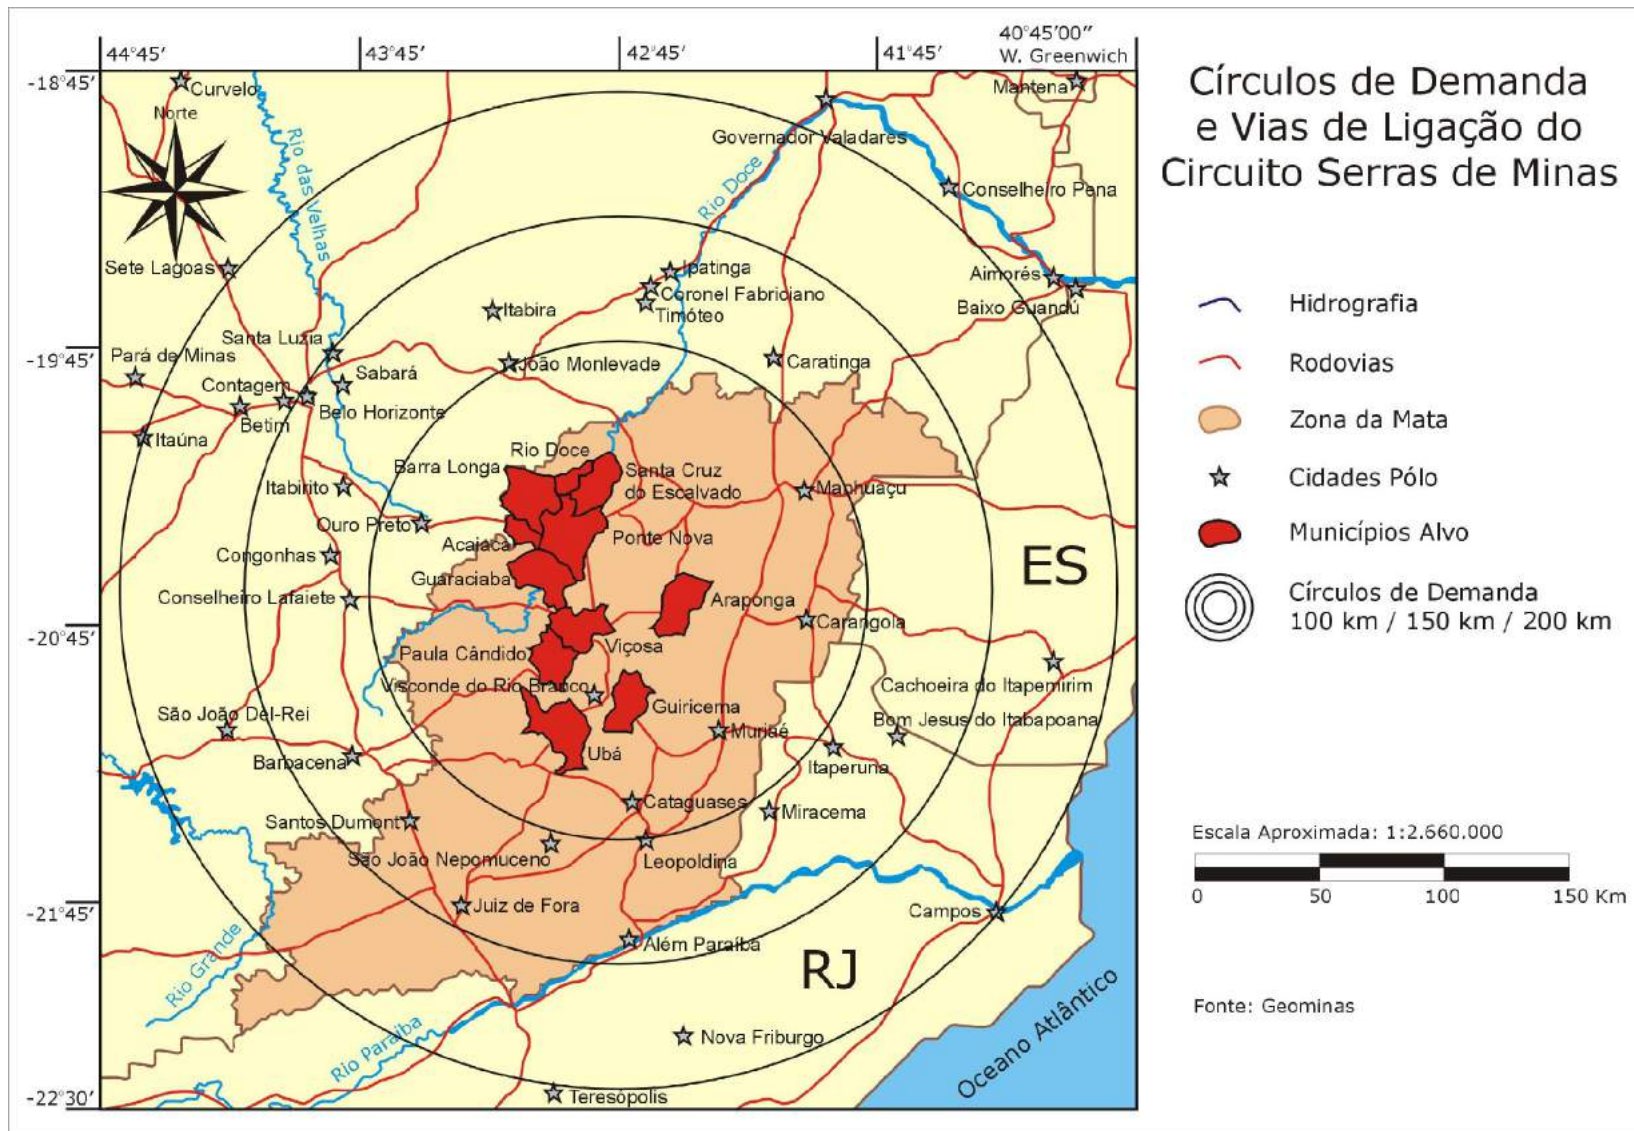 44°45'
43°45'
42°45'
41°45'
40°45'00"
W. Greenwich
-18°45'
-19°45'
-20°45'
-21°45'
-22°30'
Curvelo
Norte
Rio das Velhas
Governador Valadares
Mantena
Rio Doce
Conselheiro Pena
Sete Lagoas
Ipatinga
Coronel Fabriciano
Timóteo
Aimorés
Baixo Guandú
Itabira
Santa Luzia
Pará de Minas
Sabará
João Monlevade
Caratinga
Contagem
Belo Horizonte
Betim
Itaúna
Rio Doce
Barra Longa
Santa Cruz
do Escalvado
Itabirito
Manhuaçu
Ouro Preto
Acaiaca
Ponte Nova
Congonhas
Guaraciaba
ES
Conselheiro Lafaiete
Araponga
Carangola
Viçosa
Paula Cândido
Visconde do Rio Branco
Cachoeira do Itapemirim
Guiricema
São João Del-Rei
Bom Jesus do Itabapoana
Muriaé
Ubá
Barbacena
Itaperuna
Cataguases
Miracema
Santos Dumont
São João Nepomuceno
Leopoldina
Juiz de Fora
Campos
Além Paraíba
RJ
Rio Grande
Rio Paraíba
Nova Friburgo
Oceano Atlântico
Teresópolis
Círculos de Demanda
e Vias de Ligação do
Circuito Serras de Minas
Hidrografia
Rodovias
Zona da Mata
Cidades Pólo
Municípios Alvo
Círculos de Demanda
100 km / 150 km / 200 km
Escala Aproximada: 1:2.660.000
0 50 100 150 Km
Fonte: Geominas